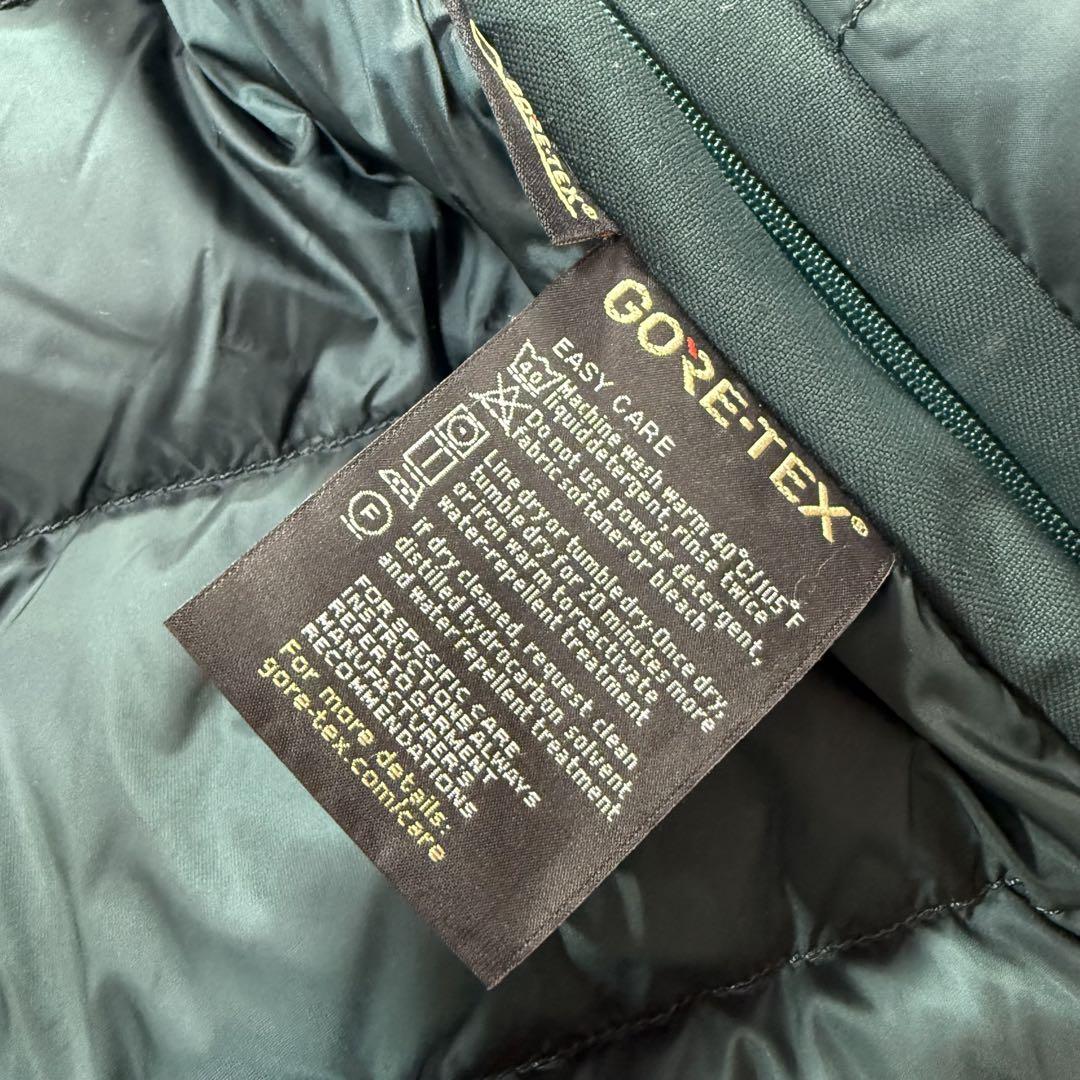 GORE-TEX®
GORE-TEX®
EASY CARE
40
Machine wash warm 40°C/105°F
liquid detergent, rinse twice
Do not use powder detergent,
fabric softener or bleach
Line dry or tumble dry. Once dry,
tumble dry for 20 minutes more
or iron warm to reactivate
water-repellent treatment
F
If dry cleaned, request clean
distilled hydrocarbon solvent
and water repellent treatment
FOR SPECIFIC CARE
INSTRUCTIONS ALWAYS
REFER TO GARMENT
MANUFACTURER'S
RECOMMENDATIONS
For more details:
gore-tex.com/care